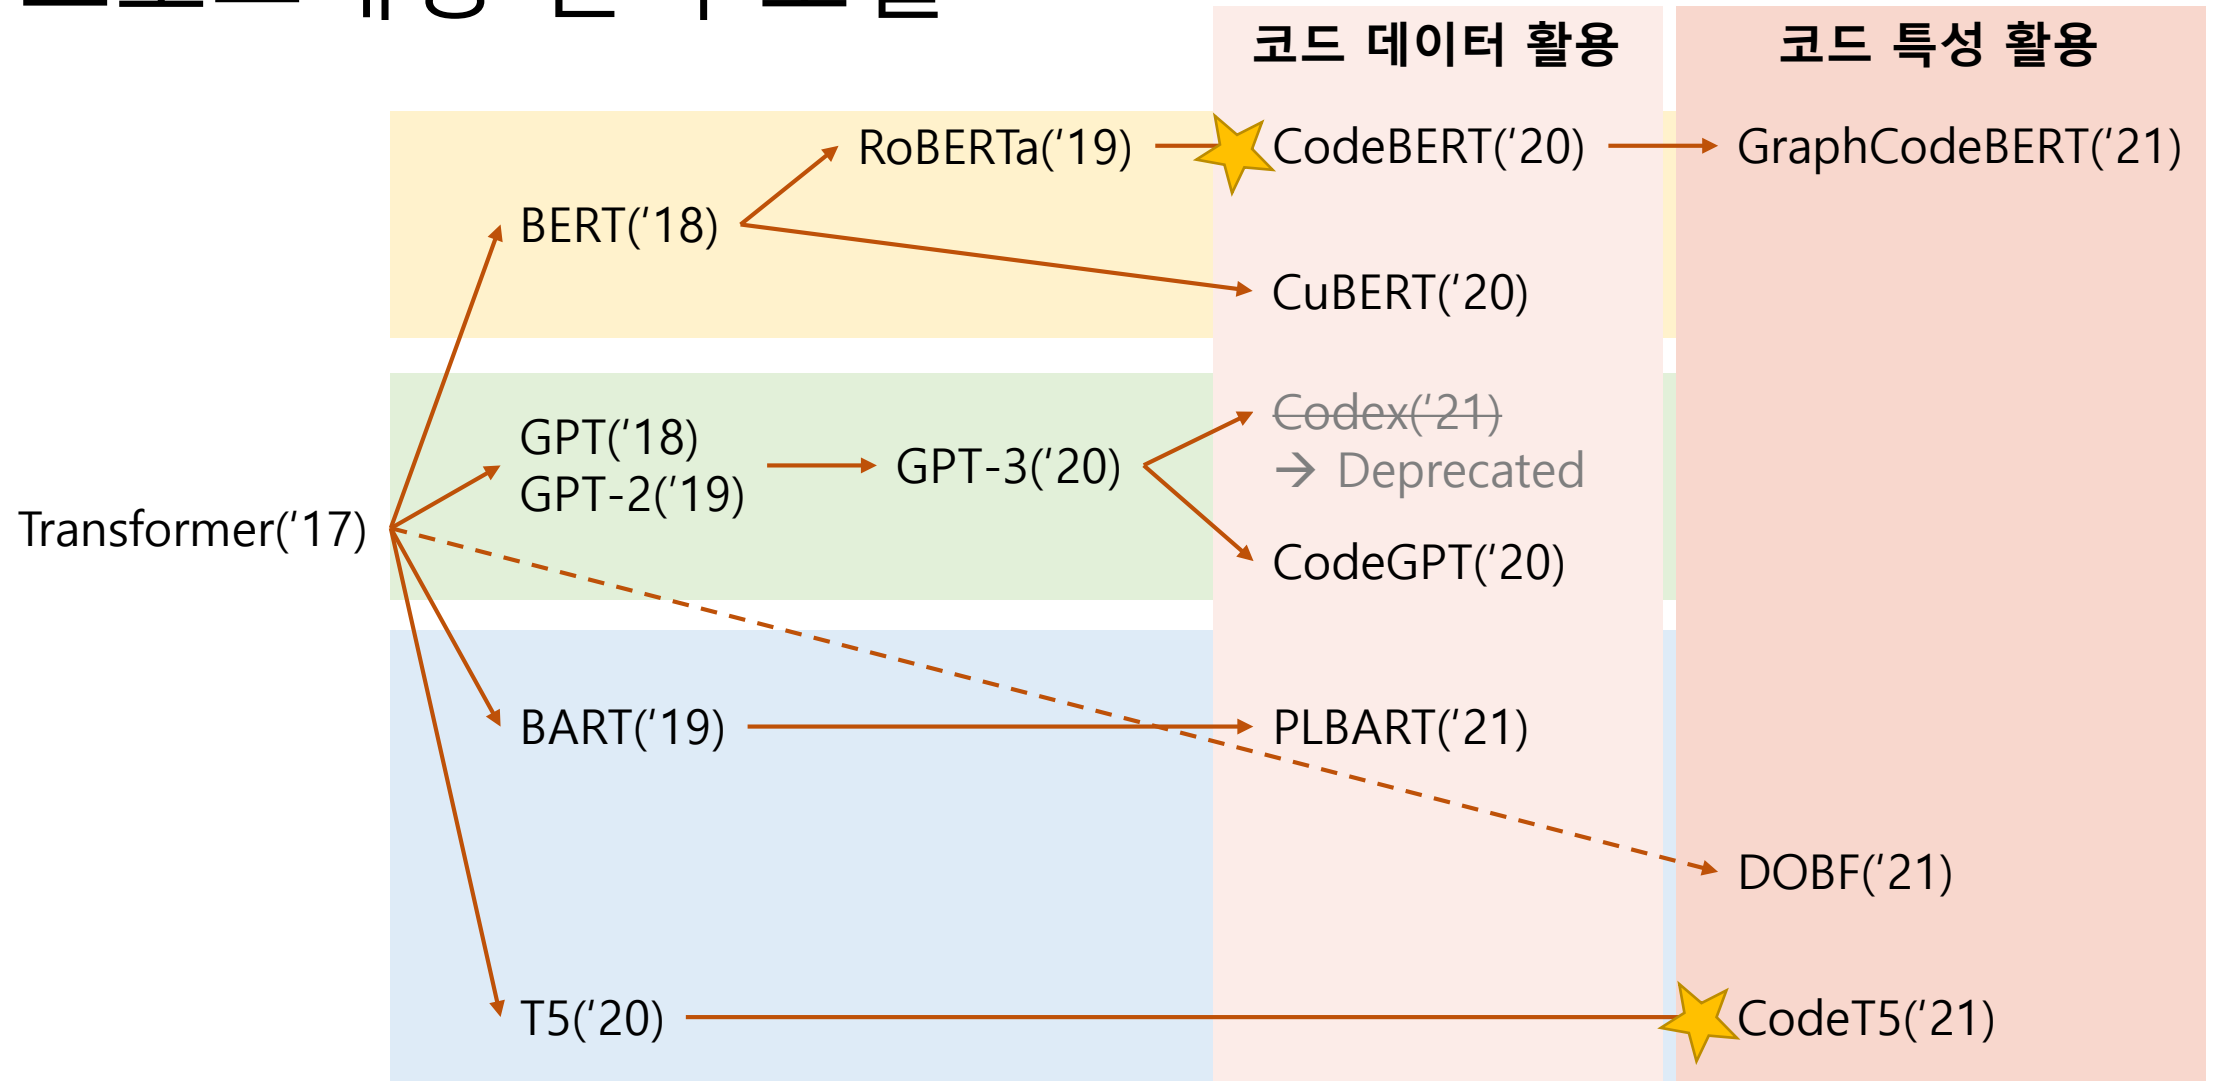 코드 데이터 활용
코드 특성 활용
RoBERTa(‘19)
CodeBERT(‘20)
GraphCodeBERT(‘21)
BERT(‘18)
CuBERT(‘20)
Codex(‘21)
→ Deprecated
GPT(‘18)
GPT-2(‘19)
GPT-3(‘20)
Transformer(‘17)
CodeGPT(‘20)
BART(‘19)
PLBART(‘21)
DOBF(‘21)
T5(‘20)
CodeT5(‘21)